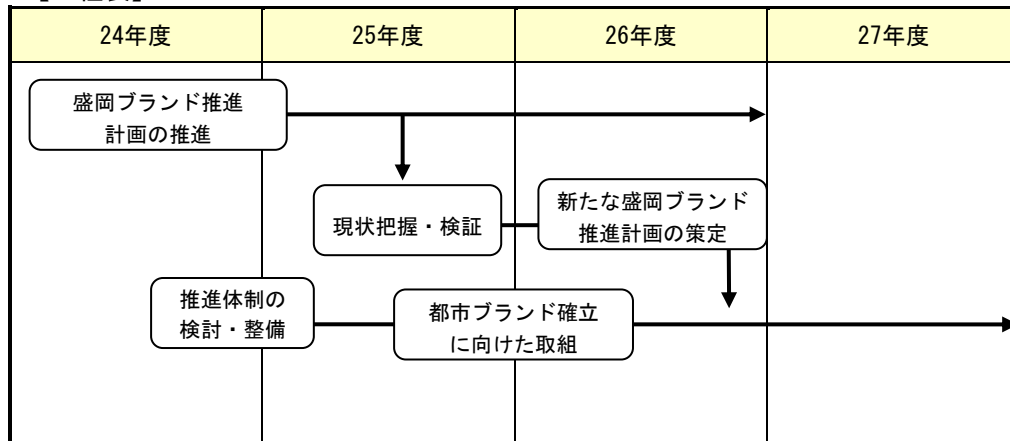 24年度
25年度
26年度
27年度
盛岡ブランド推進
計画の推進
現状把握・検証
新たな盛岡ブランド
推進計画の策定
推進体制の
検討・整備
都市ブランド確立
に向けた取組